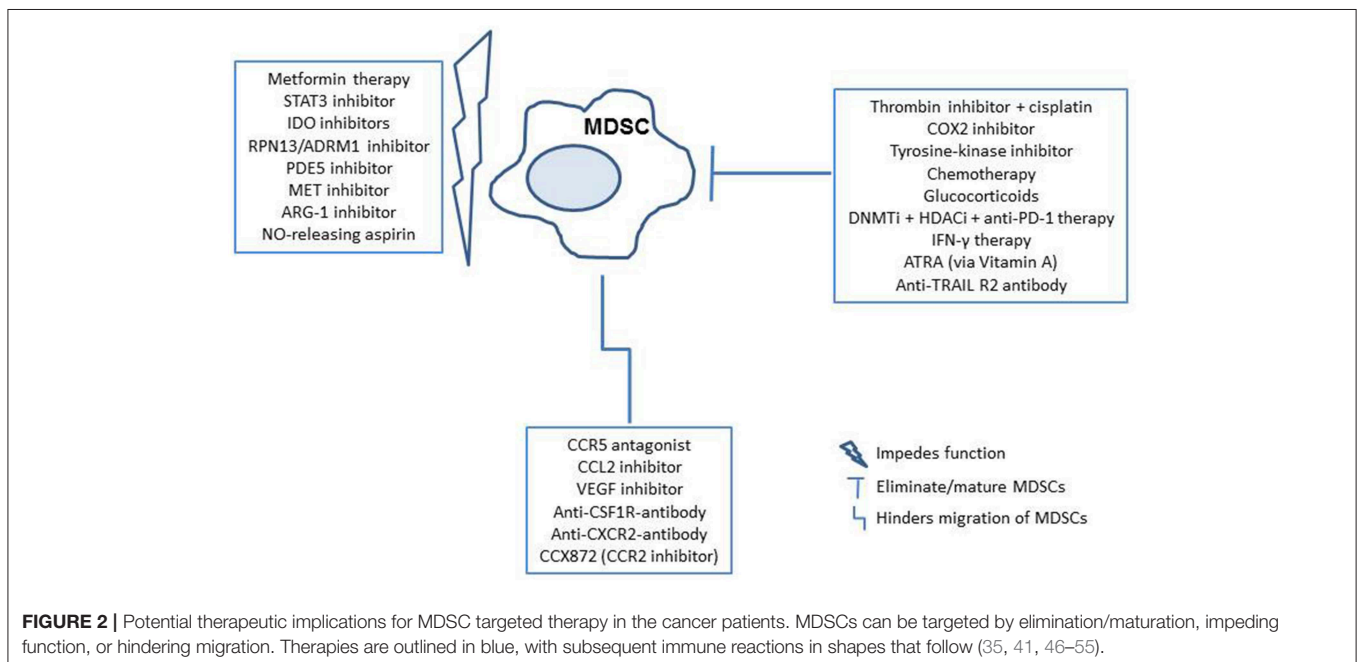 Metformin therapy
STAT3 inhibitor
IDO inhibitors
RPN13/ADRM1 inhibitor
PDE5 inhibitor
MET inhibitor
ARG-1 inhibitor
NO-releasing aspirin
MDSC
Thrombin inhibitor + cisplatin
COX2 inhibitor
Tyrosine-kinase inhibitor
Chemotherapy
Glucocorticoids
DNMTi + HDACi + anti-PD-1 therapy
IFN-γ therapy
ATRA (via Vitamin A)
Anti-TRAIL R2 antibody
CCR5 antagonist
CCL2 inhibitor
VEGF inhibitor
Anti-CSF1R-antibody
Anti-CXCR2-antibody
CCX872 (CCR2 inhibitor)
Impedes function
Eliminate/mature MDSCs
Hinders migration of MDSCs
FIGURE 2 | Potential therapeutic implications for MDSC targeted therapy in the cancer patients. MDSCs can be targeted by elimination/maturation, impeding
function, or hindering migration. Therapies are outlined in blue, with subsequent immune reactions in shapes that follow (35, 41, 46–55).